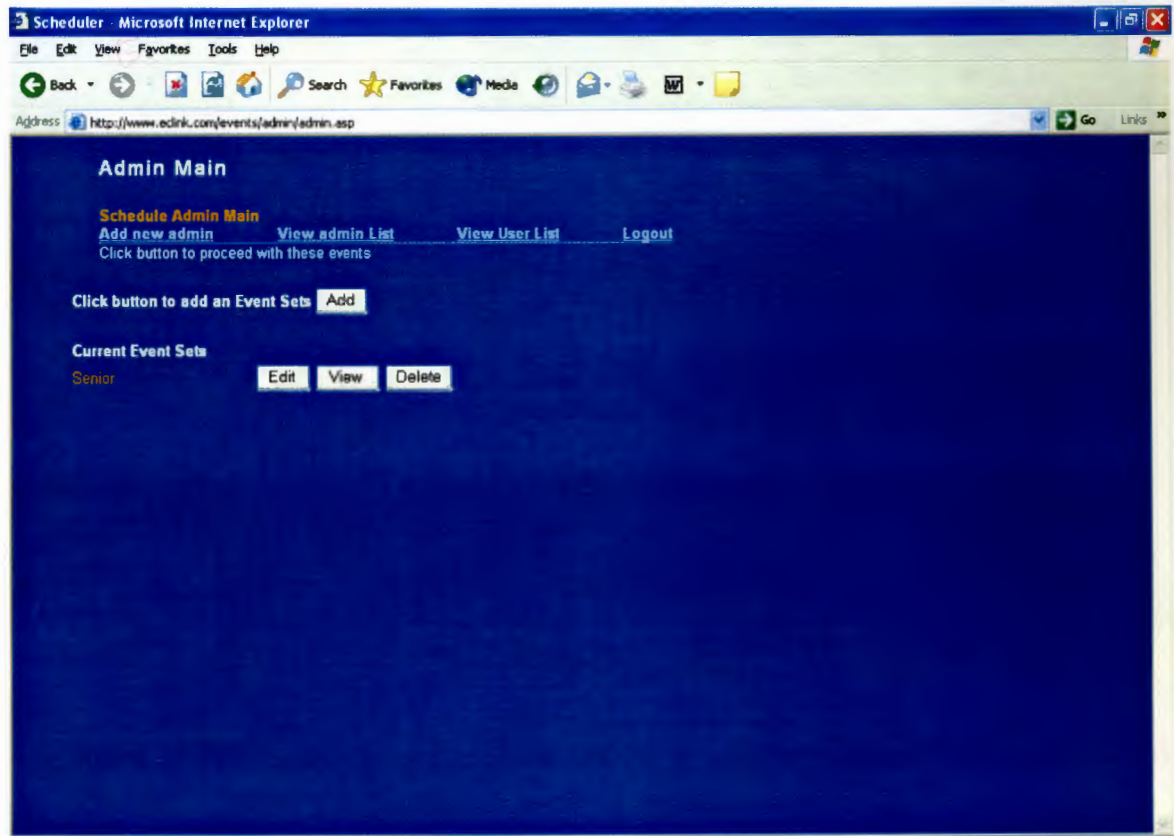 Scheduler - Microsoft Internet Explorer
File Edit View Favorites Tools Help
Back Search Favorites Media W
Address http://www.eclink.com/events/admin/admin.asp Go Links »
Admin Main
Schedule Admin Main
Add new admin View admin List View User List Logout
Click button to proceed with these events
Click button to add an Event Sets Add
Current Event Sets
Senior Edit View Delete